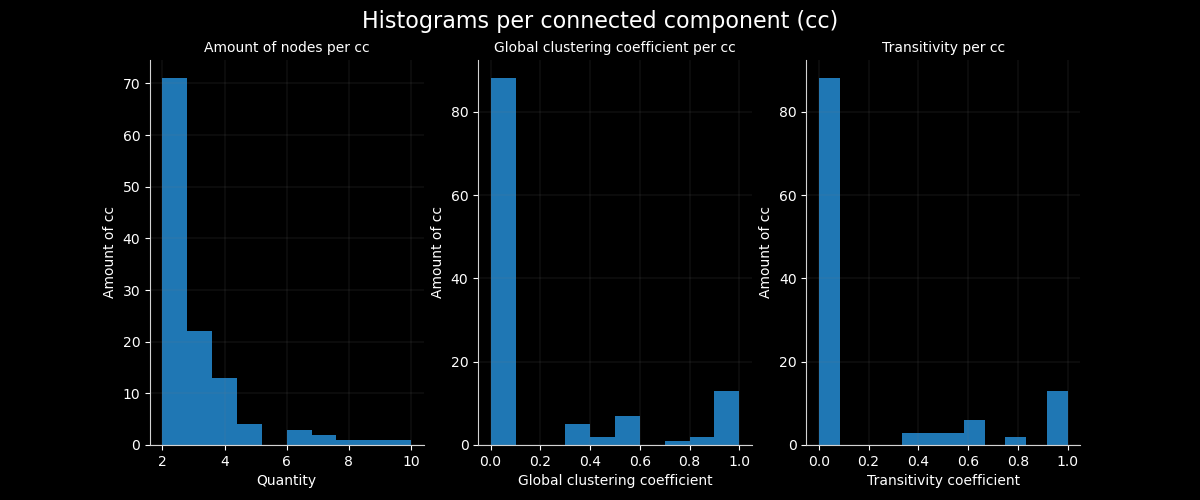 Histograms per connected component (cc)
Amount of nodes per cc
Global clustering coefficient per cc
Transitivity per cc
Amount of cc
70
60
50
40
30
20
10
0
2 4 6 8 10
Quantity
Amount of cc
80
60
40
20
0
0.0 0.2 0.4 0.6 0.8 1.0
Global clustering coefficient
Amount of cc
80
60
40
20
0
0.0 0.2 0.4 0.6 0.8 1.0
Transitivity coefficient